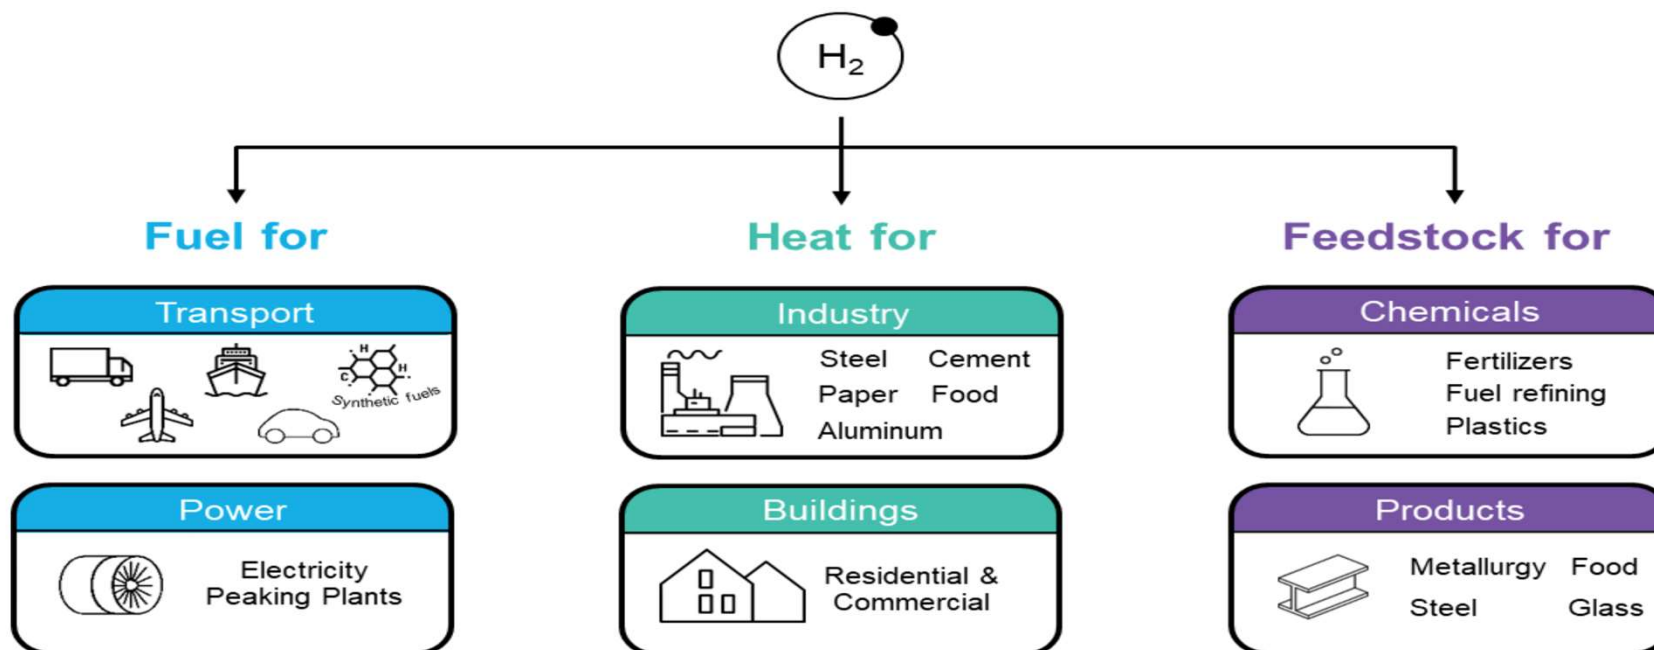 H₂
Fuel for
Heat for
Feedstock for
Transport
H
H
C
Synthetic fuels
Industry
Steel Cement
Paper Food
Aluminum
Chemicals
Fertilizers
Fuel refining
Plastics
Power
Electricity
Peaking Plants
Buildings
Residential &
Commercial
Products
Metallurgy Food
Steel Glass